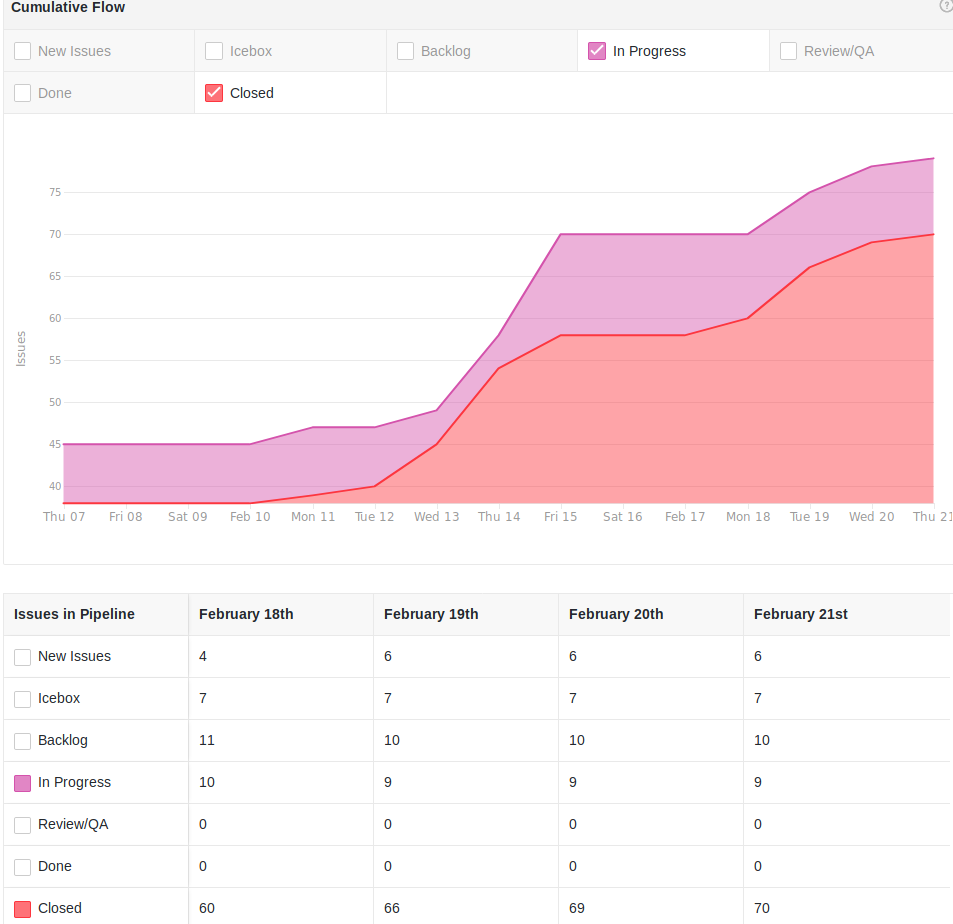 Cumulative Flow ?
New Issues Icebox Backlog In Progress Review/QA
Done Closed
75
70
65
60
55
50
45
40
Issues
Thu 07 Fri 08 Sat 09 Feb 10 Mon 11 Tue 12 Wed 13 Thu 14 Fri 15 Sat 16 Feb 17 Mon 18 Tue 19 Wed 20 Thu 21
Issues in Pipeline February 18th February 19th February 20th February 21st
New Issues 4 6 6 6
Icebox 7 7 7 7
Backlog 11 10 10 10
In Progress 10 9 9 9
Review/QA 0 0 0 0
Done 0 0 0 0
Closed 60 66 69 70